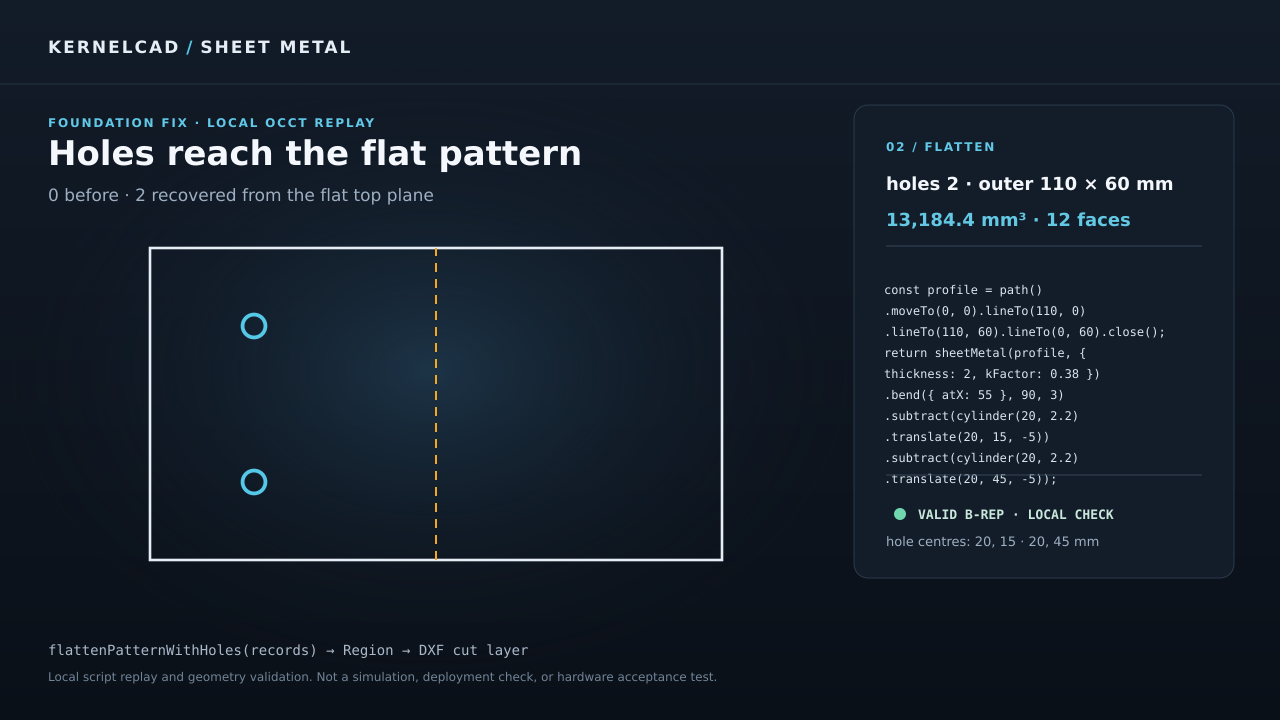 KERNELCAD / SHEET METAL
FOUNDATION FIX · LOCAL OCCT REPLAY
Holes reach the flat pattern
0 before · 2 recovered from the flat top plane
02 / FLATTEN
holes 2 · outer 110 × 60 mm
13,184.4 mm³ · 12 faces
const profile = path()
.moveTo(0, 0).lineTo(110, 0)
.lineTo(110, 60).lineTo(0, 60).close();
return sheetMetal(profile, {
thickness: 2, kFactor: 0.38 })
.bend({ atX: 55 }, 90, 3)
.subtract(cylinder(20, 2.2)
.translate(20, 15, -5))
.subtract(cylinder(20, 2.2)
.translate(20, 45, -5));
VALID B-REP · LOCAL CHECK
hole centres: 20, 15 · 20, 45 mm
flattenPatternWithHoles(records) → Region → DXF cut layer
Local script replay and geometry validation. Not a simulation, deployment check, or hardware acceptance test.